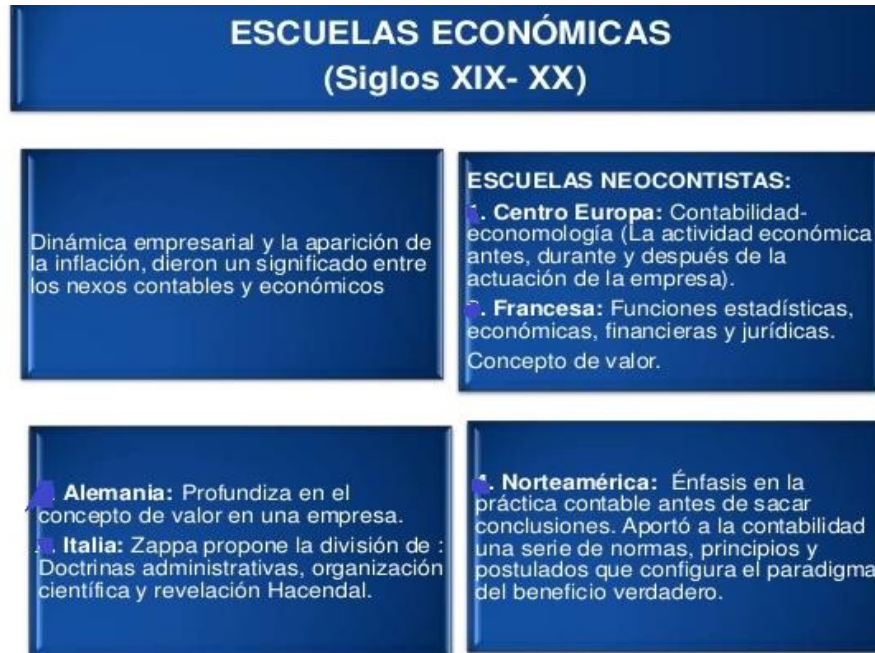 ESCUELAS ECONÓMICAS
(Siglos XIX- XX)
Dinámica empresarial y la aparición de
la inflación, dieron un significado entre
los nexos contables y económicos
ESCUELAS NEOCONTISTAS:
. Centro Europa: Contabilidad-
economología (La actividad económica
antes, durante y después de la
actuación de la empresa).
. Francesa: Funciones estadísticas,
económicas, financieras y jurídicas.
Concepto de valor.
Alemania: Profundiza en el
concepto de valor en una empresa.
Italia: Zappa propone la división de :
Doctrinas administrativas, organización
científica y revelación Hacendal.
. Norteamérica: Énfasis en la
práctica contable antes de sacar
conclusiones. Aportó a la contabilidad
una serie de normas, principios y
postulados que configura el paradigma
del beneficio verdadero.